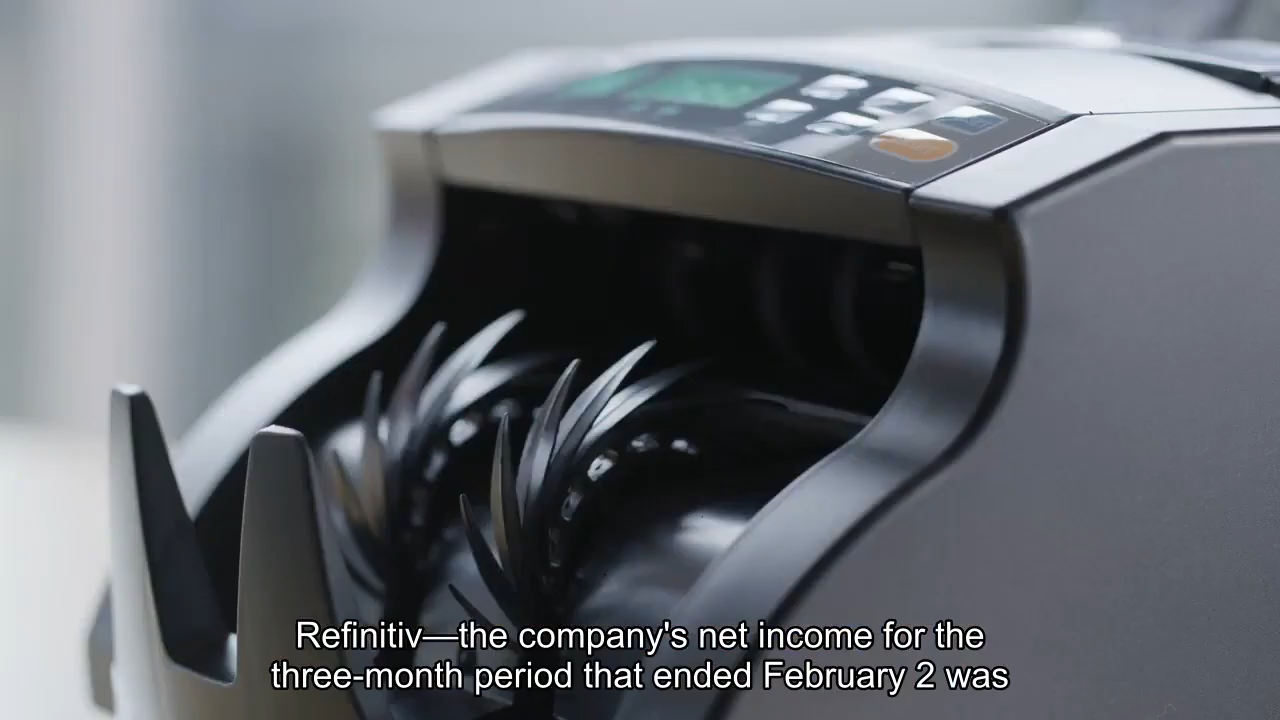 Refinitiv—the company's net income for the
three-month period that ended February 2 was